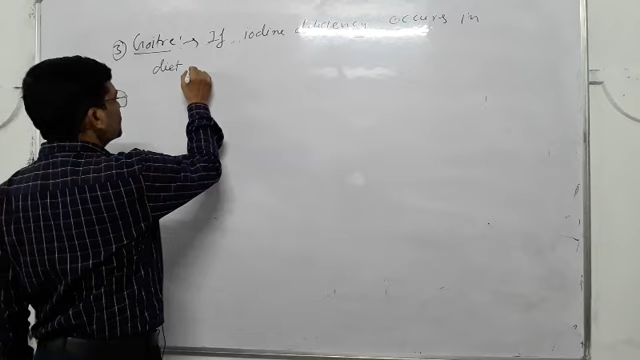 ③ Goitre :→ If iodine deficiency occurs in
diet